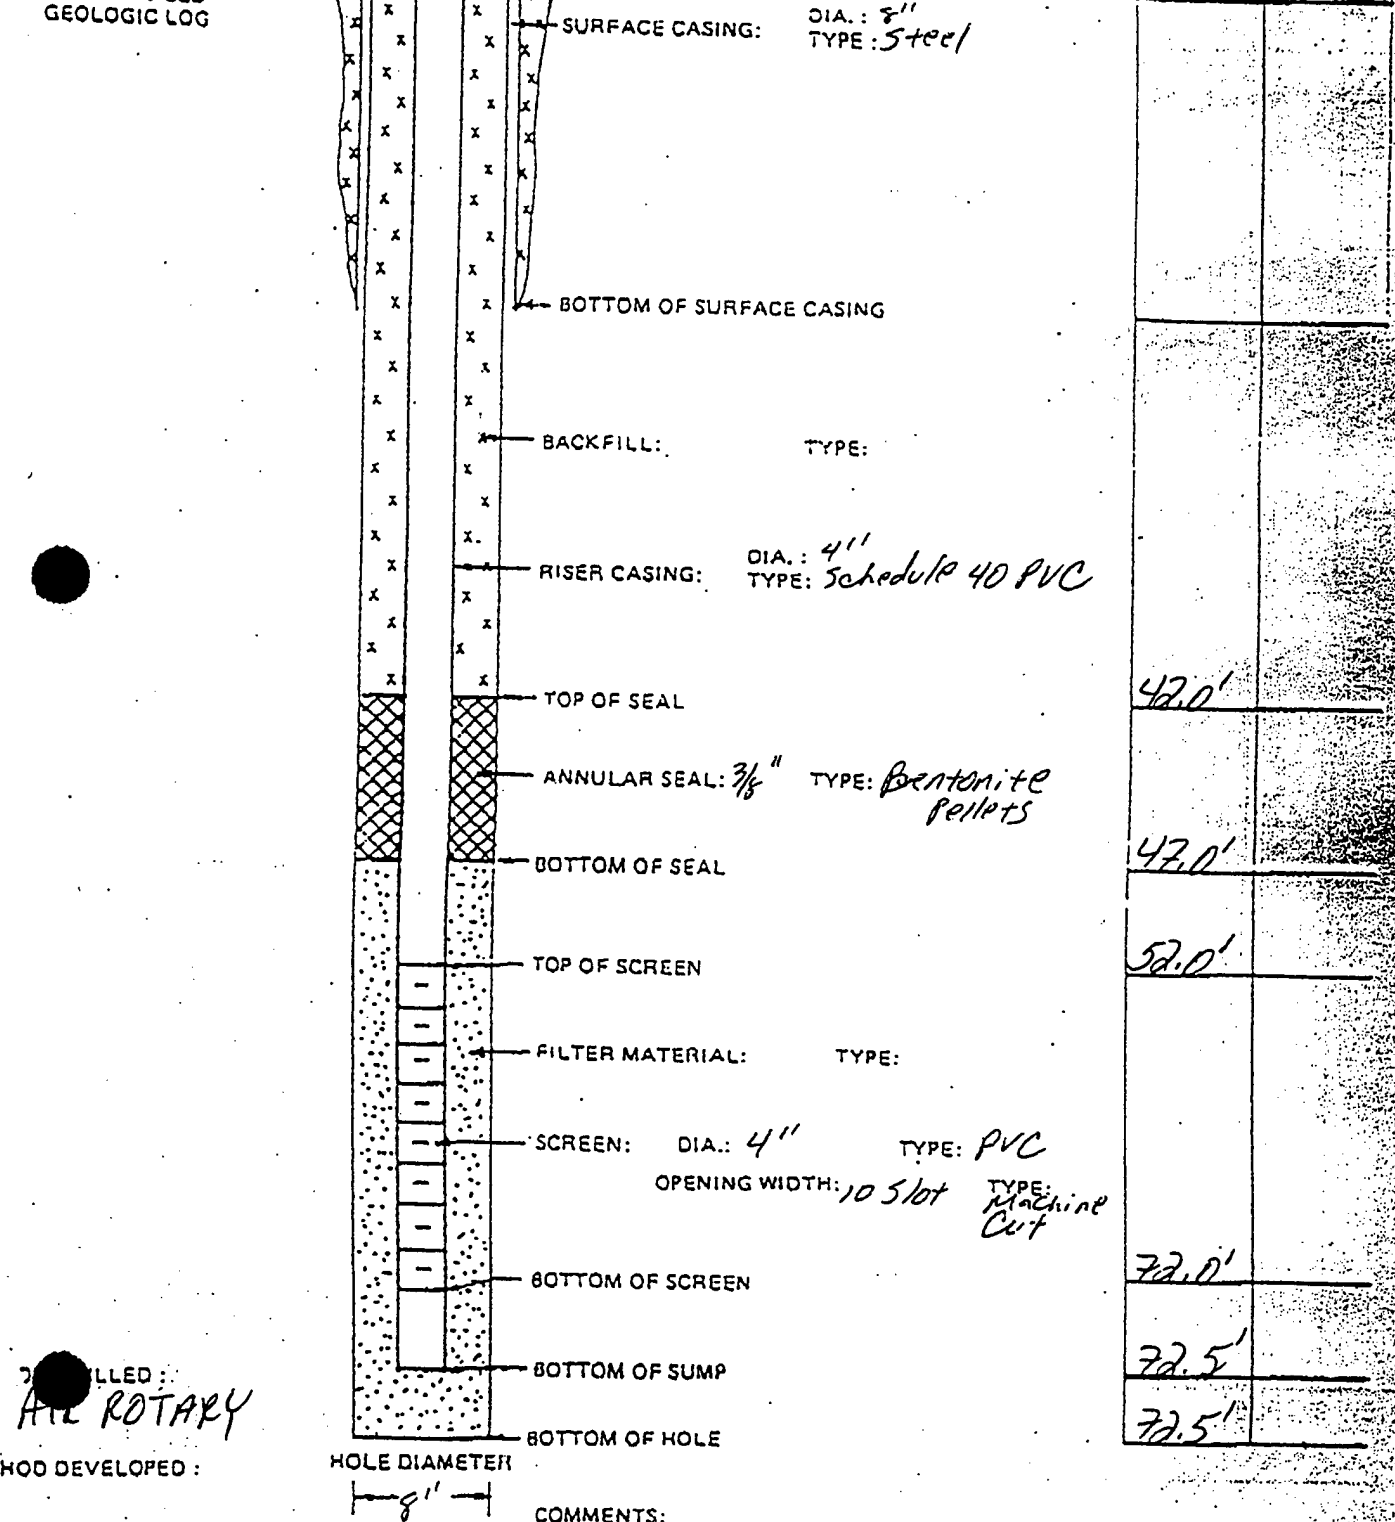 GEOLOGIC LOG
SURFACE CASING: DIA.: 8"
TYPE: Steel
BOTTOM OF SURFACE CASING
BACKFILL: TYPE:
RISER CASING: DIA.: 4"
TYPE: Schedule 40 PVC
TOP OF SEAL 42.0'
ANNULAR SEAL: 3/8" TYPE: Bentonite
Pellets
BOTTOM OF SEAL 47.0'
TOP OF SCREEN 52.0'
FILTER MATERIAL: TYPE:
SCREEN: DIA.: 4" TYPE: PVC
OPENING WIDTH: 10 Slot TYPE:
Machine
Cut
BOTTOM OF SCREEN 72.0'
LLED:
BOTTOM OF SUMP 72.5'
AIR ROTARY
BOTTOM OF HOLE 72.5'
HOD DEVELOPED:
HOLE DIAMETER
8"
COMMENTS: